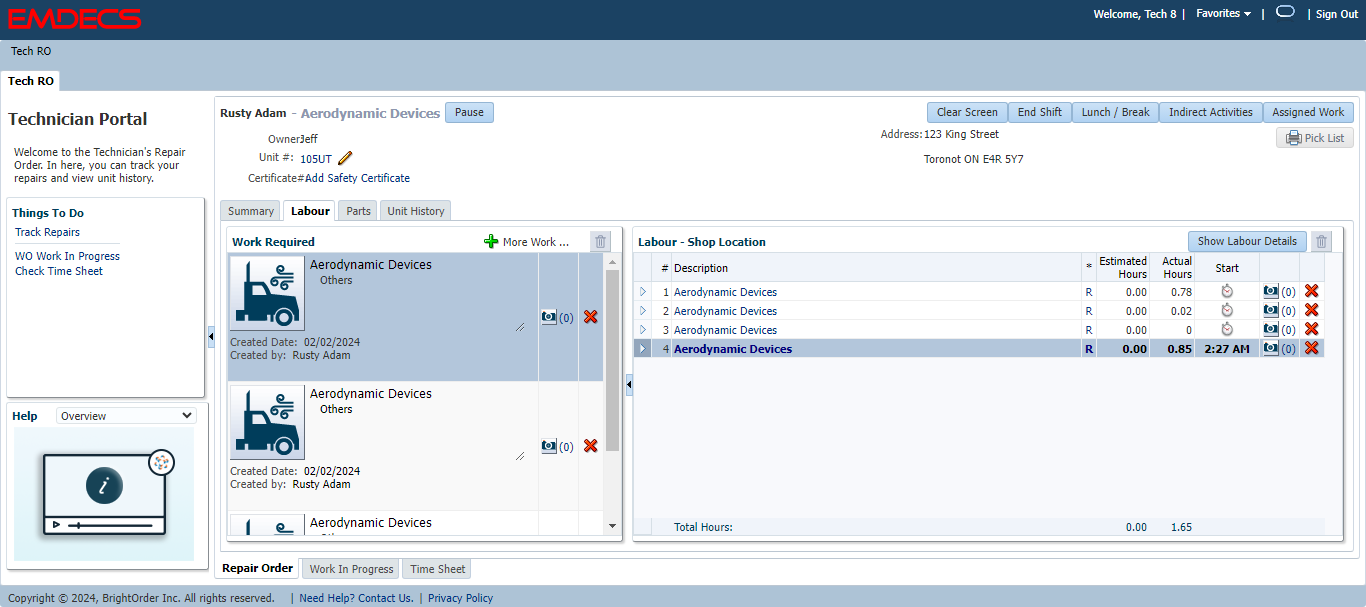 EMDECS
Welcome, Tech 8 | Favorites | | Sign Out
Tech RO
Tech RO
Technician Portal
Welcome to the Technician's Repair
Order. In here, you can track your
repairs and view unit history.
Things To Do
Track Repairs
WO Work In Progress
Check Time Sheet
Help Overview
i
Rusty Adam - Aerodynamic Devices Pause
Clear Screen End Shift Lunch / Break Indirect Activities Assigned Work
Owner:Jeff
Unit #: 105UT
Certificate#Add Safety Certificate
Address: 123 King Street
Toronot ON E4R 5Y7
Pick List
Summary Labour Parts Unit History
Work Required More Work ...
Aerodynamic Devices
Others
(0)
Created Date: 02/02/2024
Created by: Rusty Adam
Aerodynamic Devices
Others
(0)
Created Date: 02/02/2024
Created by: Rusty Adam
Aerodynamic Devices
Others
Labour - Shop Location Show Labour Details
# Description * Estimated Hours Actual Hours Start
1 Aerodynamic Devices R 0.00 0.78 (0)
2 Aerodynamic Devices R 0.00 0.02 (0)
3 Aerodynamic Devices R 0.00 0 (0)
4 Aerodynamic Devices R 0.00 0.85 2:27 AM (0)
Total Hours: 0.00 1.65
Repair Order Work In Progress Time Sheet
Copyright © 2024, BrightOrder Inc. All rights reserved. | Need Help? Contact Us. | Privacy Policy